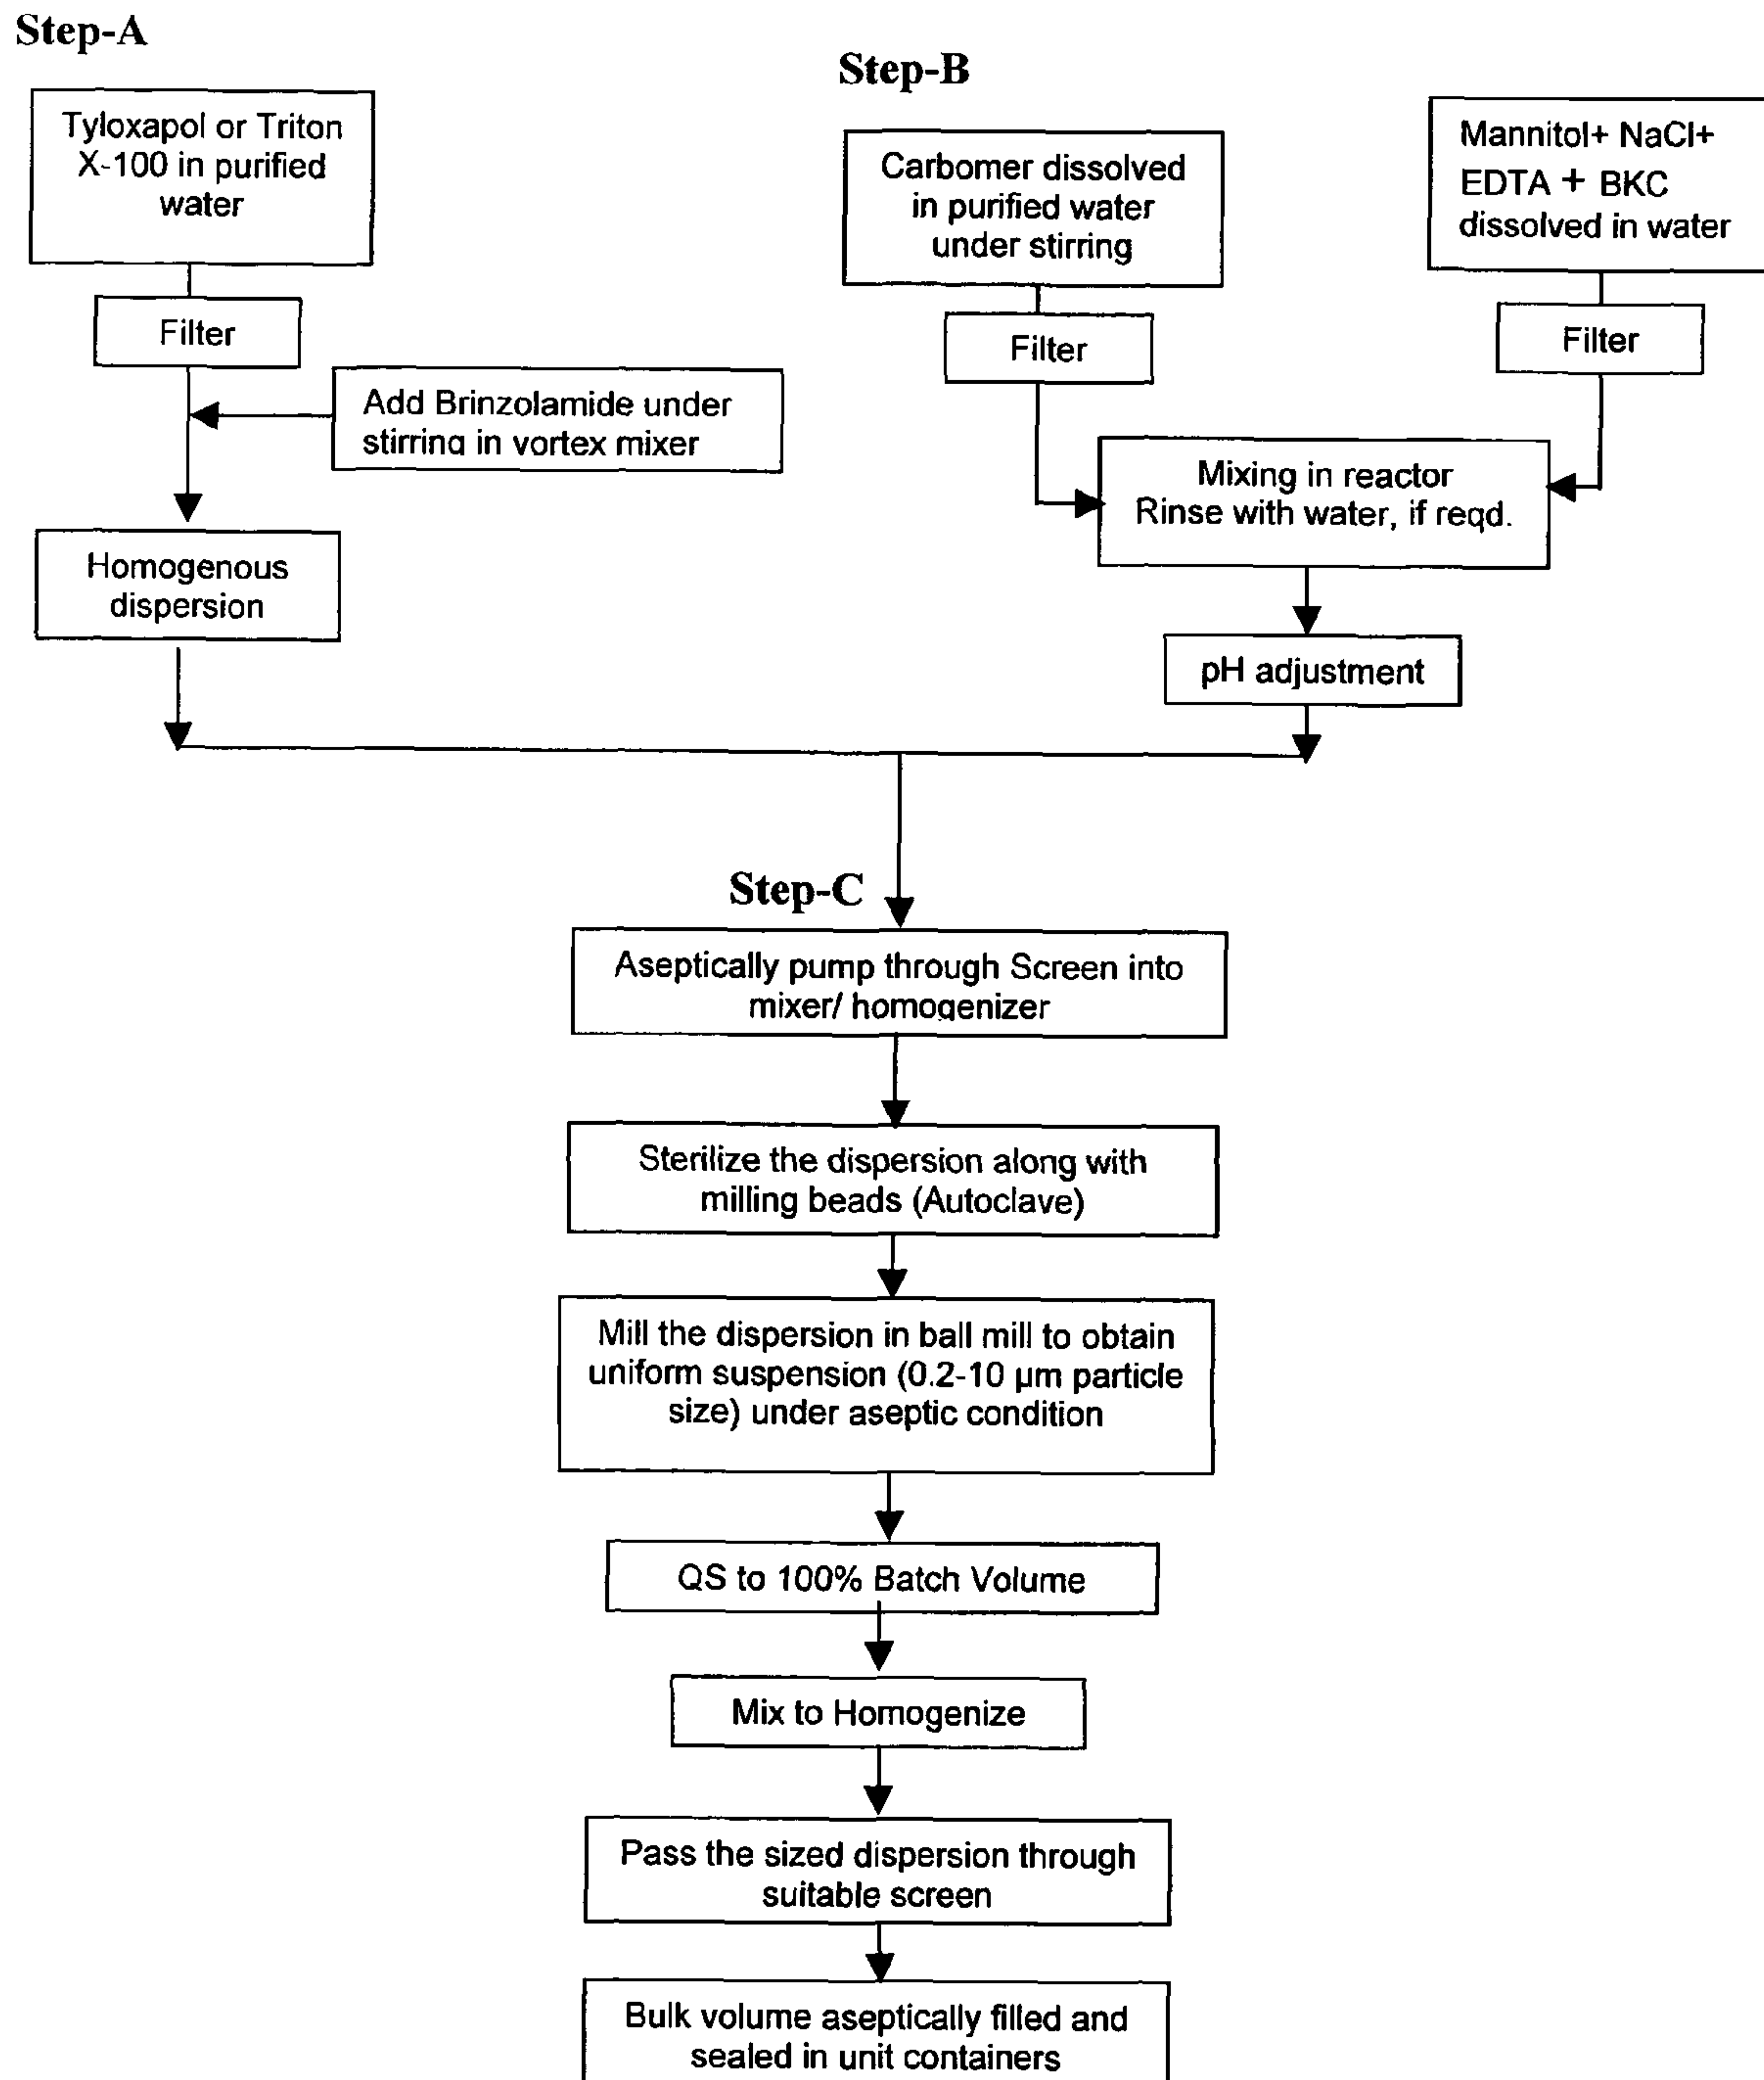 Step-A
Tyloxapol or Triton
X-100 in purified
water
Filter
Add Brinzolamide under
stirring in vortex mixer
Homogenous
dispersion
Step-B
Carbomer dissolved
in purified water
under stirring
Filter
Mannitol+ NaCl+
EDTA + BKC
dissolved in water
Filter
Mixing in reactor
Rinse with water, if reqd.
pH adjustment
Step-C
Aseptically pump through Screen into
mixer/ homogenizer
Sterilize the dispersion along with
milling beads (Autoclave)
Mill the dispersion in ball mill to obtain
uniform suspension (0.2-10 µm particle
size) under aseptic condition
QS to 100% Batch Volume
Mix to Homogenize
Pass the sized dispersion through
suitable screen
Bulk volume aseptically filled and
sealed in unit containers